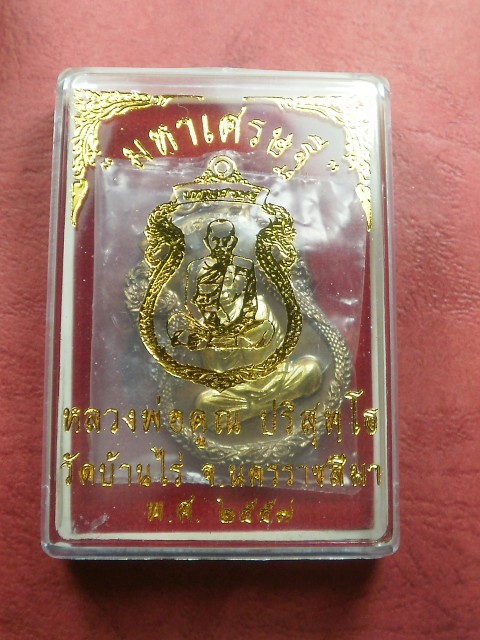 "มหาเศรษฐี"
หลวงพ่อคูณ ปริสุทฺโธ
วัดบ้านไร่ จ.นครราชสีมา
พ.ศ. ๒๕๕๗